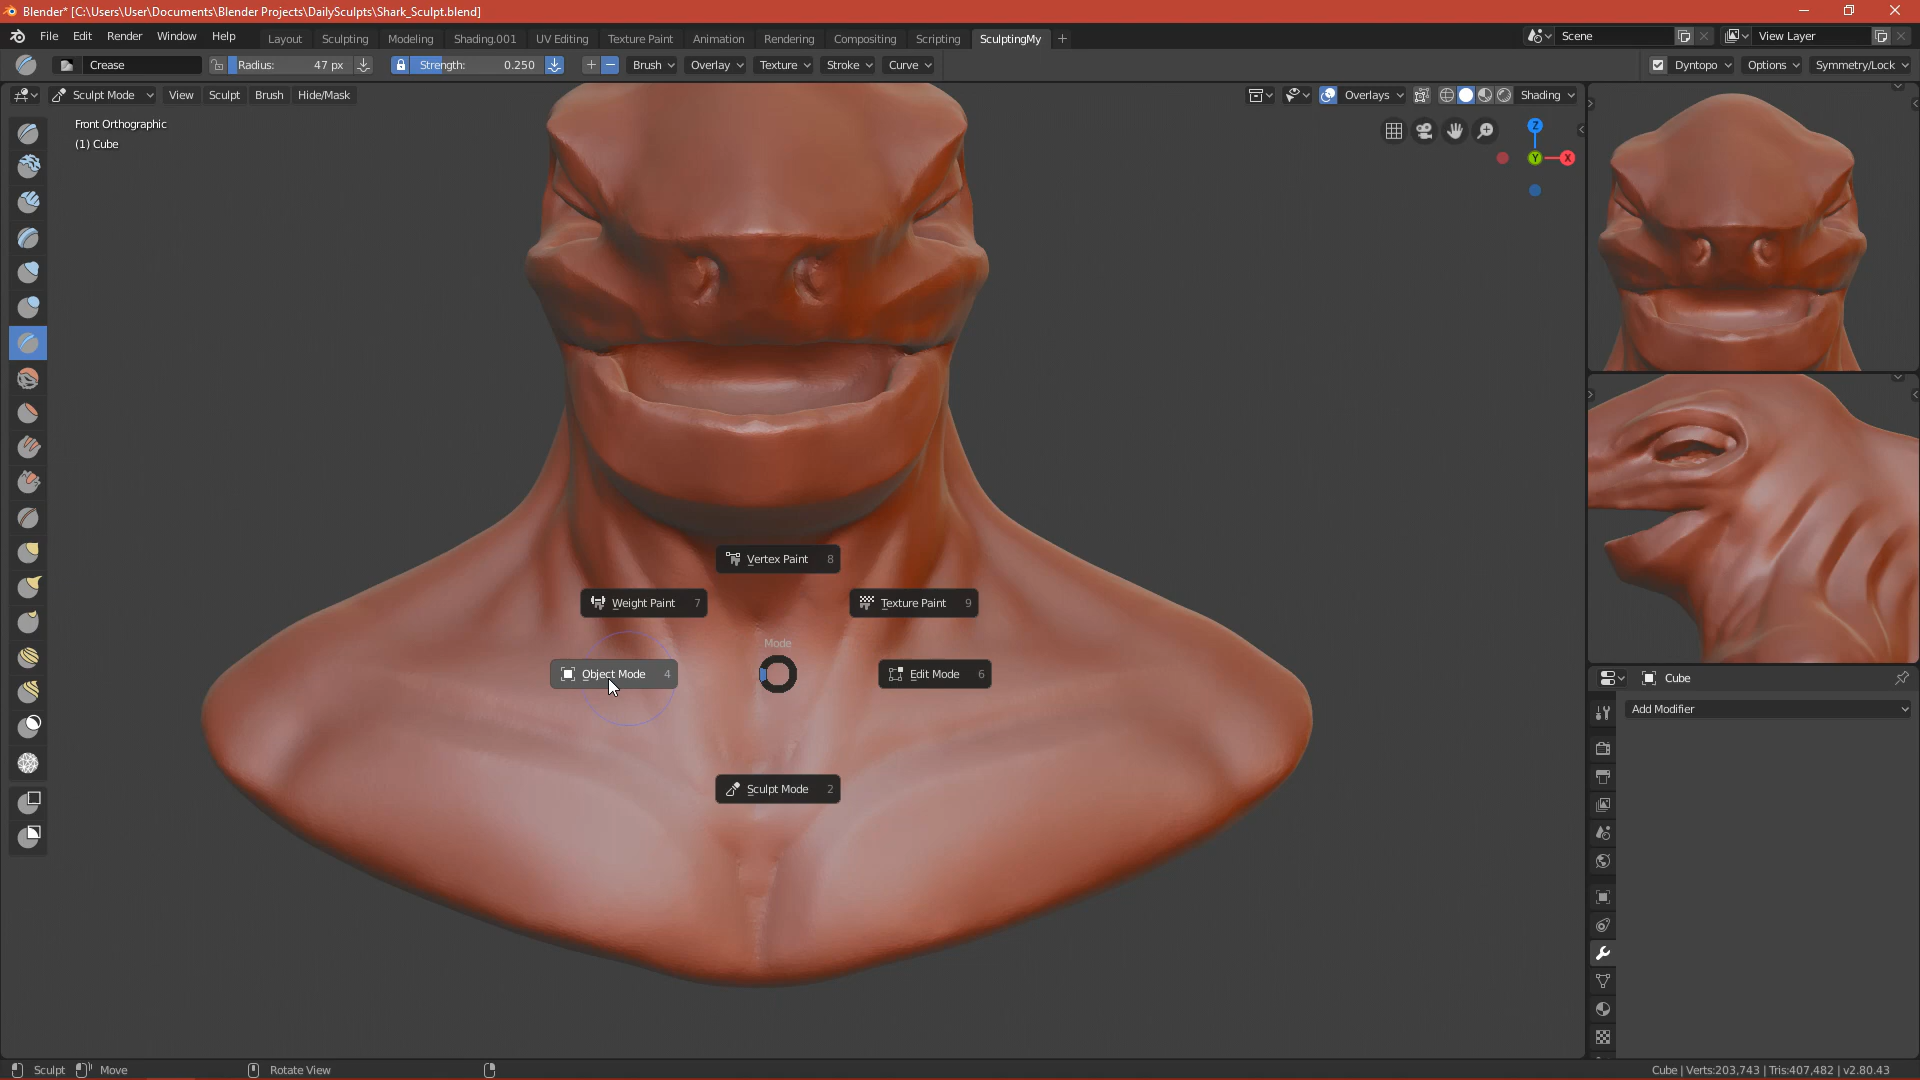 Blender* [C:\Users\User\Documents\Blender Projects\DailySculpts\Shark_Sculpt.blend]
File Edit Render Window Help Layout Sculpting Modeling Shading.001 UV Editing Texture Paint Animation Rendering Compositing Scripting SculptingMy Scene View Layer
Crease Radius: 47 px Strength: 0.250 Brush Overlay Texture Stroke Curve Dyntopo Options Symmetry/Lock
Sculpt Mode View Sculpt Brush Hide/Mask Overlays Shading
Front Orthographic
(1) Cube
Z
Y
X
Vertex Paint 8
Weight Paint 7
Texture Paint 9
Mode
Object Mode 4
Edit Mode 6
Sculpt Mode 2
Cube
Add Modifier
Sculpt Move Rotate View Cube | Verts:203,743 | Tris:407,482 | v2.80.43